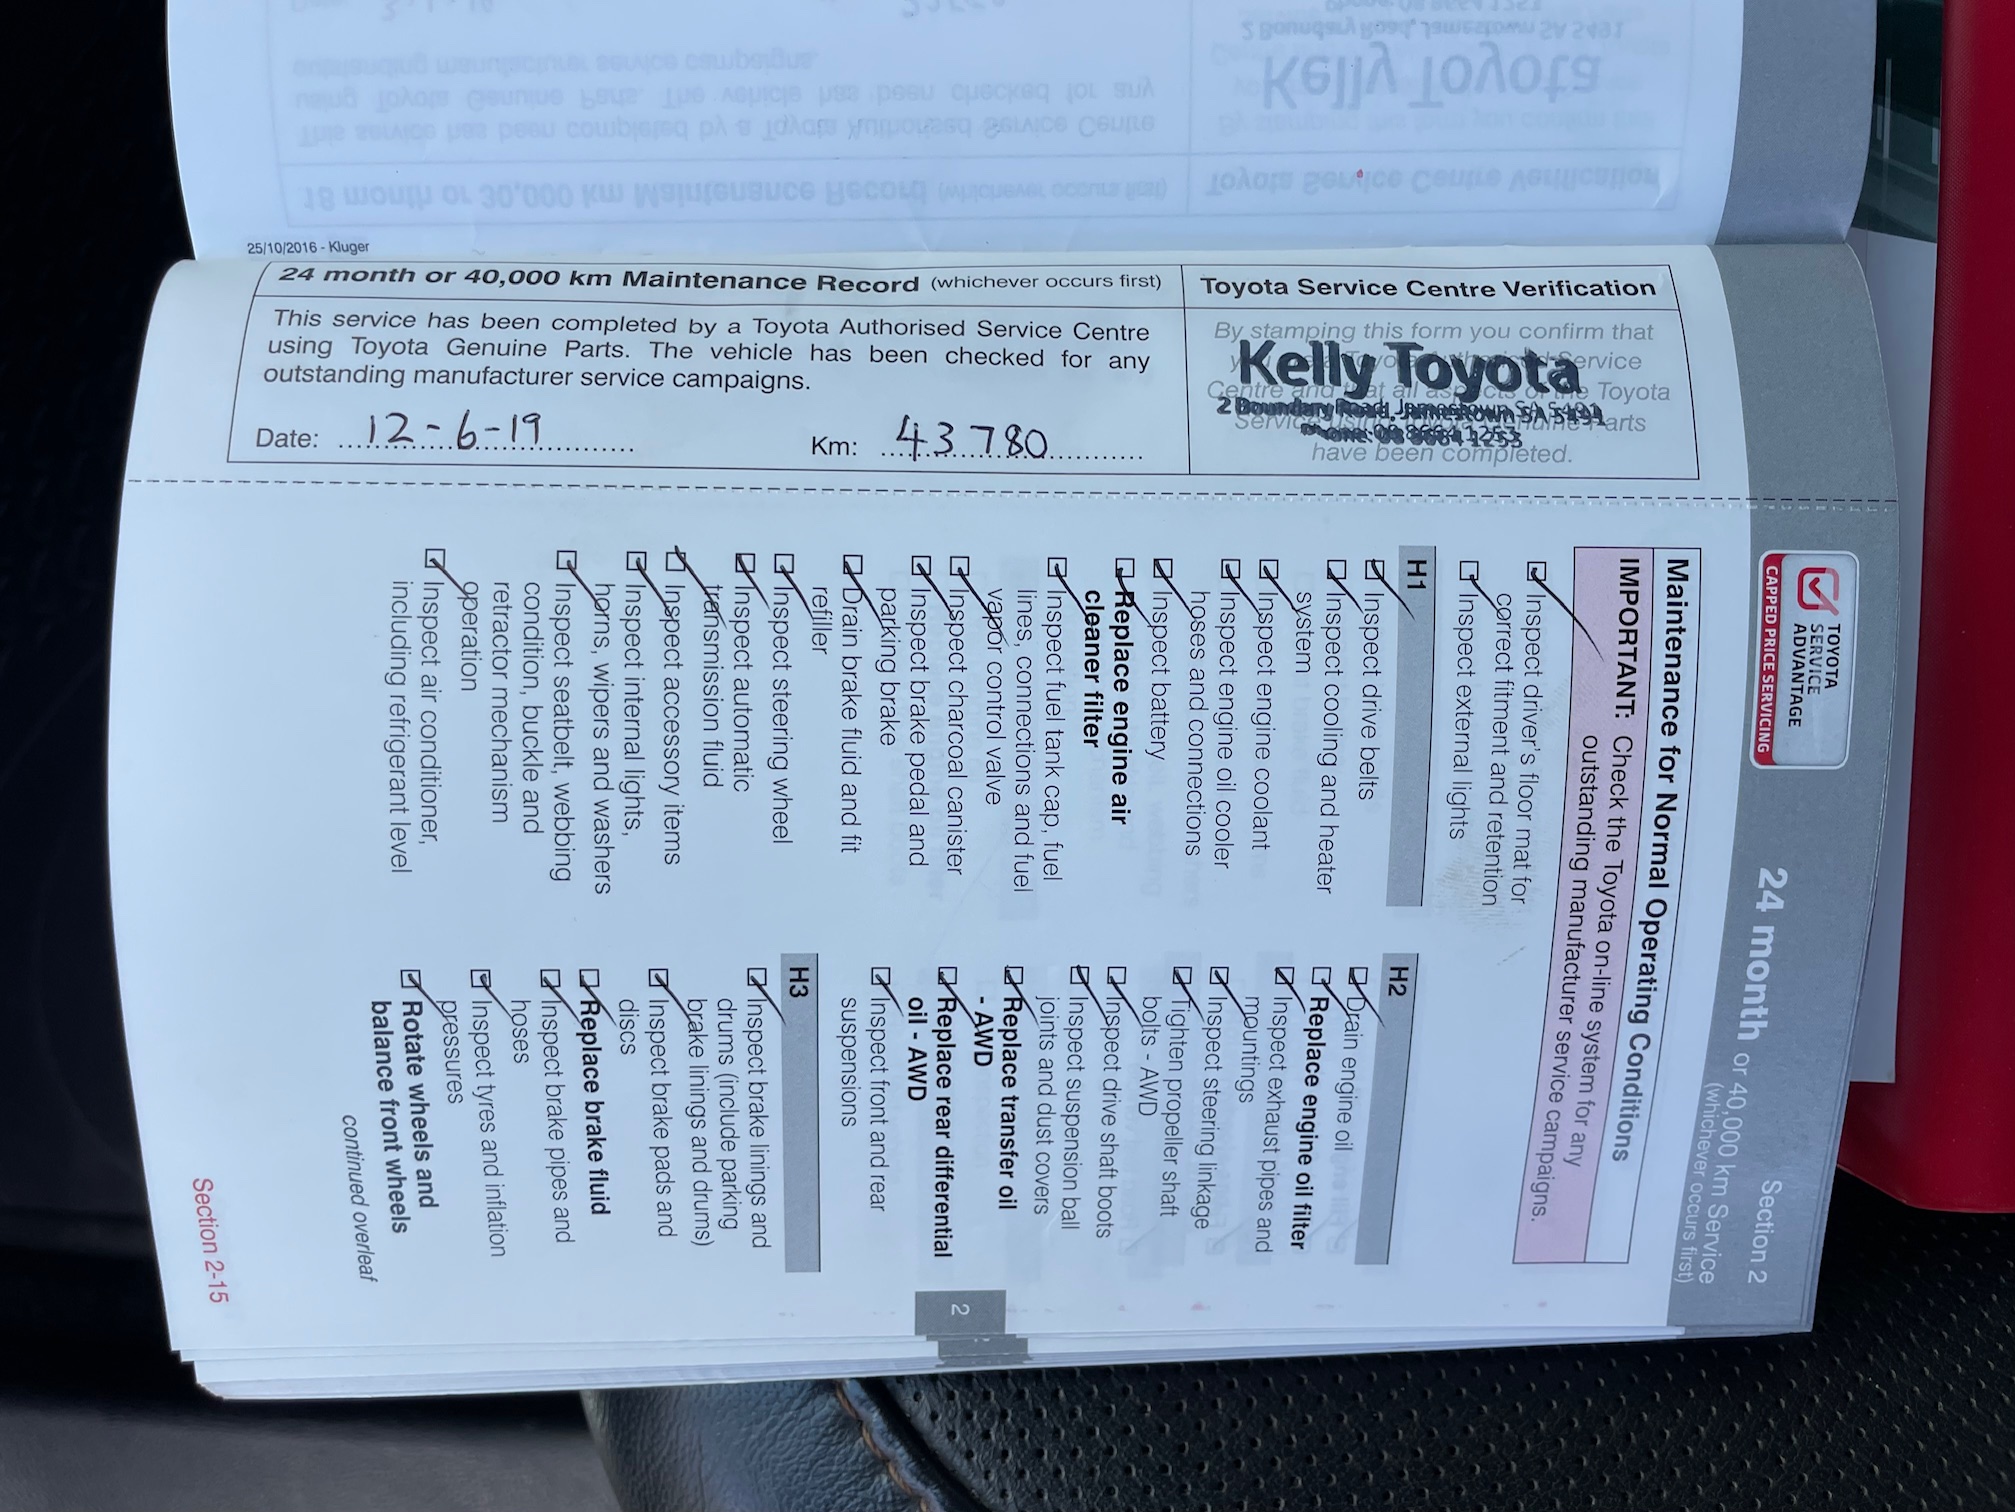 25/10/2016 - Kluger
24 month or 40,000 km Maintenance Record (whichever occurs first)
This service has been completed by a Toyota Authorised Service Centre
using Toyota Genuine Parts. The vehicle has been checked for any
outstanding manufacturer service campaigns.
Date: 12-6-19 Km: 43 780
Toyota Service Centre Verification
By stamping this form you confirm that
Kelly Toyota
2 Boundary Road, Jamestown SA 5491
have been completed.
TOYOTA
SERVICE
ADVANTAGE
CAPPED PRICE SERVICING
Section 2
24 month or 40,000 km Service
(whichever occurs first)
Maintenance for Normal Operating Conditions
IMPORTANT: Check the Toyota on-line system for any
outstanding manufacturer service campaigns.
Inspect driver's floor mat for
correct fitment and retention
Inspect external lights
H1
Inspect drive belts
Inspect cooling and heater
system
Inspect engine coolant
Inspect engine oil cooler
hoses and connections
Inspect battery
Replace engine air
cleaner filter
Inspect fuel tank cap, fuel
lines, connections and fuel
vapor control valve
Inspect charcoal canister
Inspect brake pedal and
parking brake
Drain brake fluid and fit
refiller
Inspect steering wheel
Inspect automatic
transmission fluid
Inspect accessory items
Inspect internal lights,
horns, wipers and washers
Inspect seatbelt, webbing
condition, buckle and
retractor mechanism
operation
Inspect air conditioner,
including refrigerant level
H2
Drain engine oil
Replace engine oil filter
Inspect exhaust pipes and
mountings
Inspect steering linkage
Tighten propeller shaft
bolts - AWD
Inspect drive shaft boots
Inspect suspension ball
joints and dust covers
Replace transfer oil
- AWD
Replace rear differential
oil - AWD
Inspect front and rear
suspensions
H3
Inspect brake linings and
drums (include parking
brake linings and drums)
Inspect brake pads and
discs
Replace brake fluid
Inspect brake pipes and
hoses
Inspect tyres and inflation
pressures
Rotate wheels and
balance front wheels
continued overleaf
2
Section 2-15